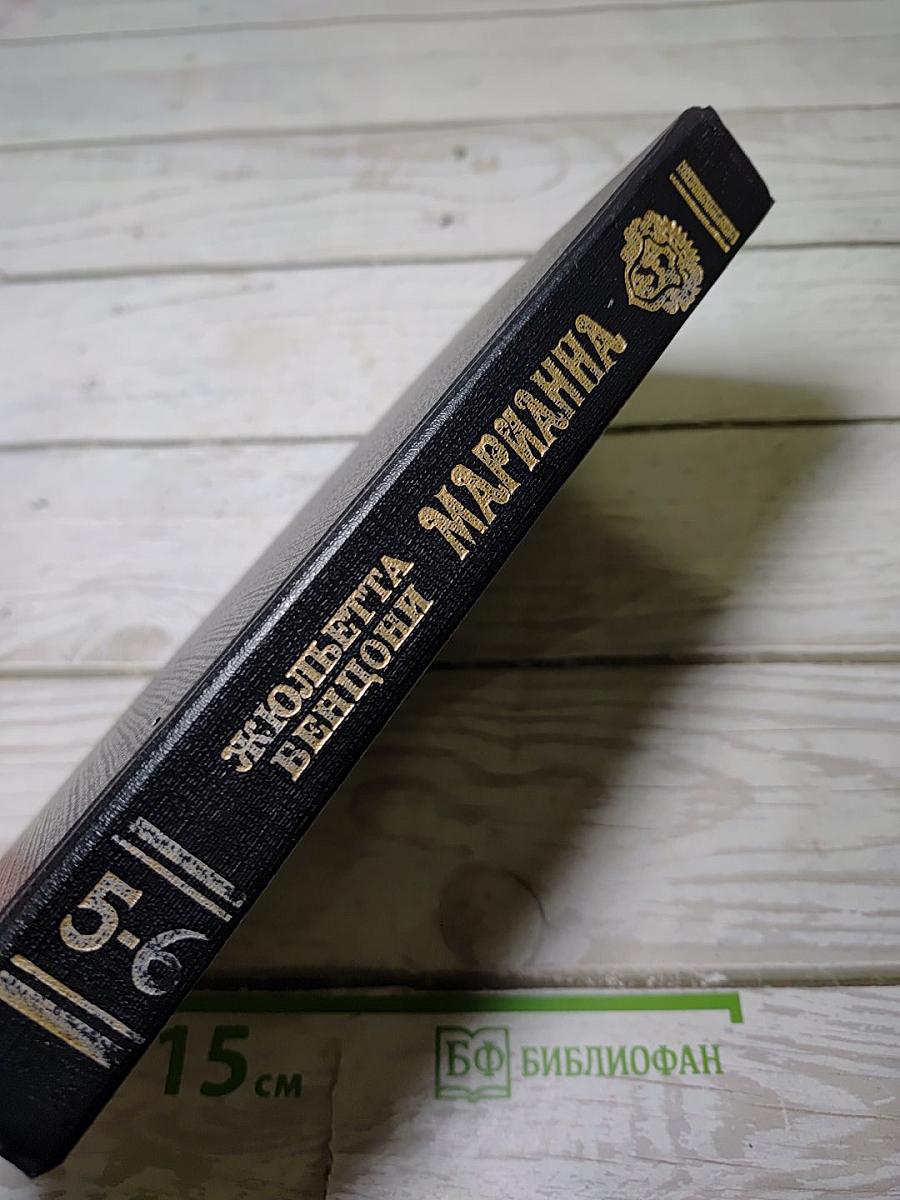 ЖЮЛЬЕТТА
БЕНЦОНИ
МАРИАННА
5-6
15 см
БФ БИБЛИОФАН